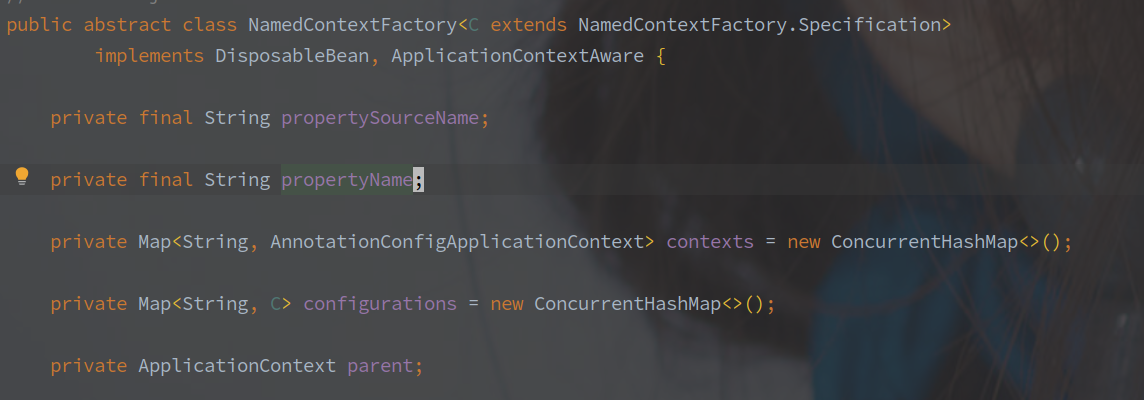 public abstract class NamedContextFactory<C extends NamedContextFactory.Specification>
implements DisposableBean, ApplicationContextAware {
private final String propertySourceName;
private final String propertyName;
private Map<String, AnnotationConfigApplicationContext> contexts = new ConcurrentHashMap<>();
private Map<String, C> configurations = new ConcurrentHashMap<>();
private ApplicationContext parent;